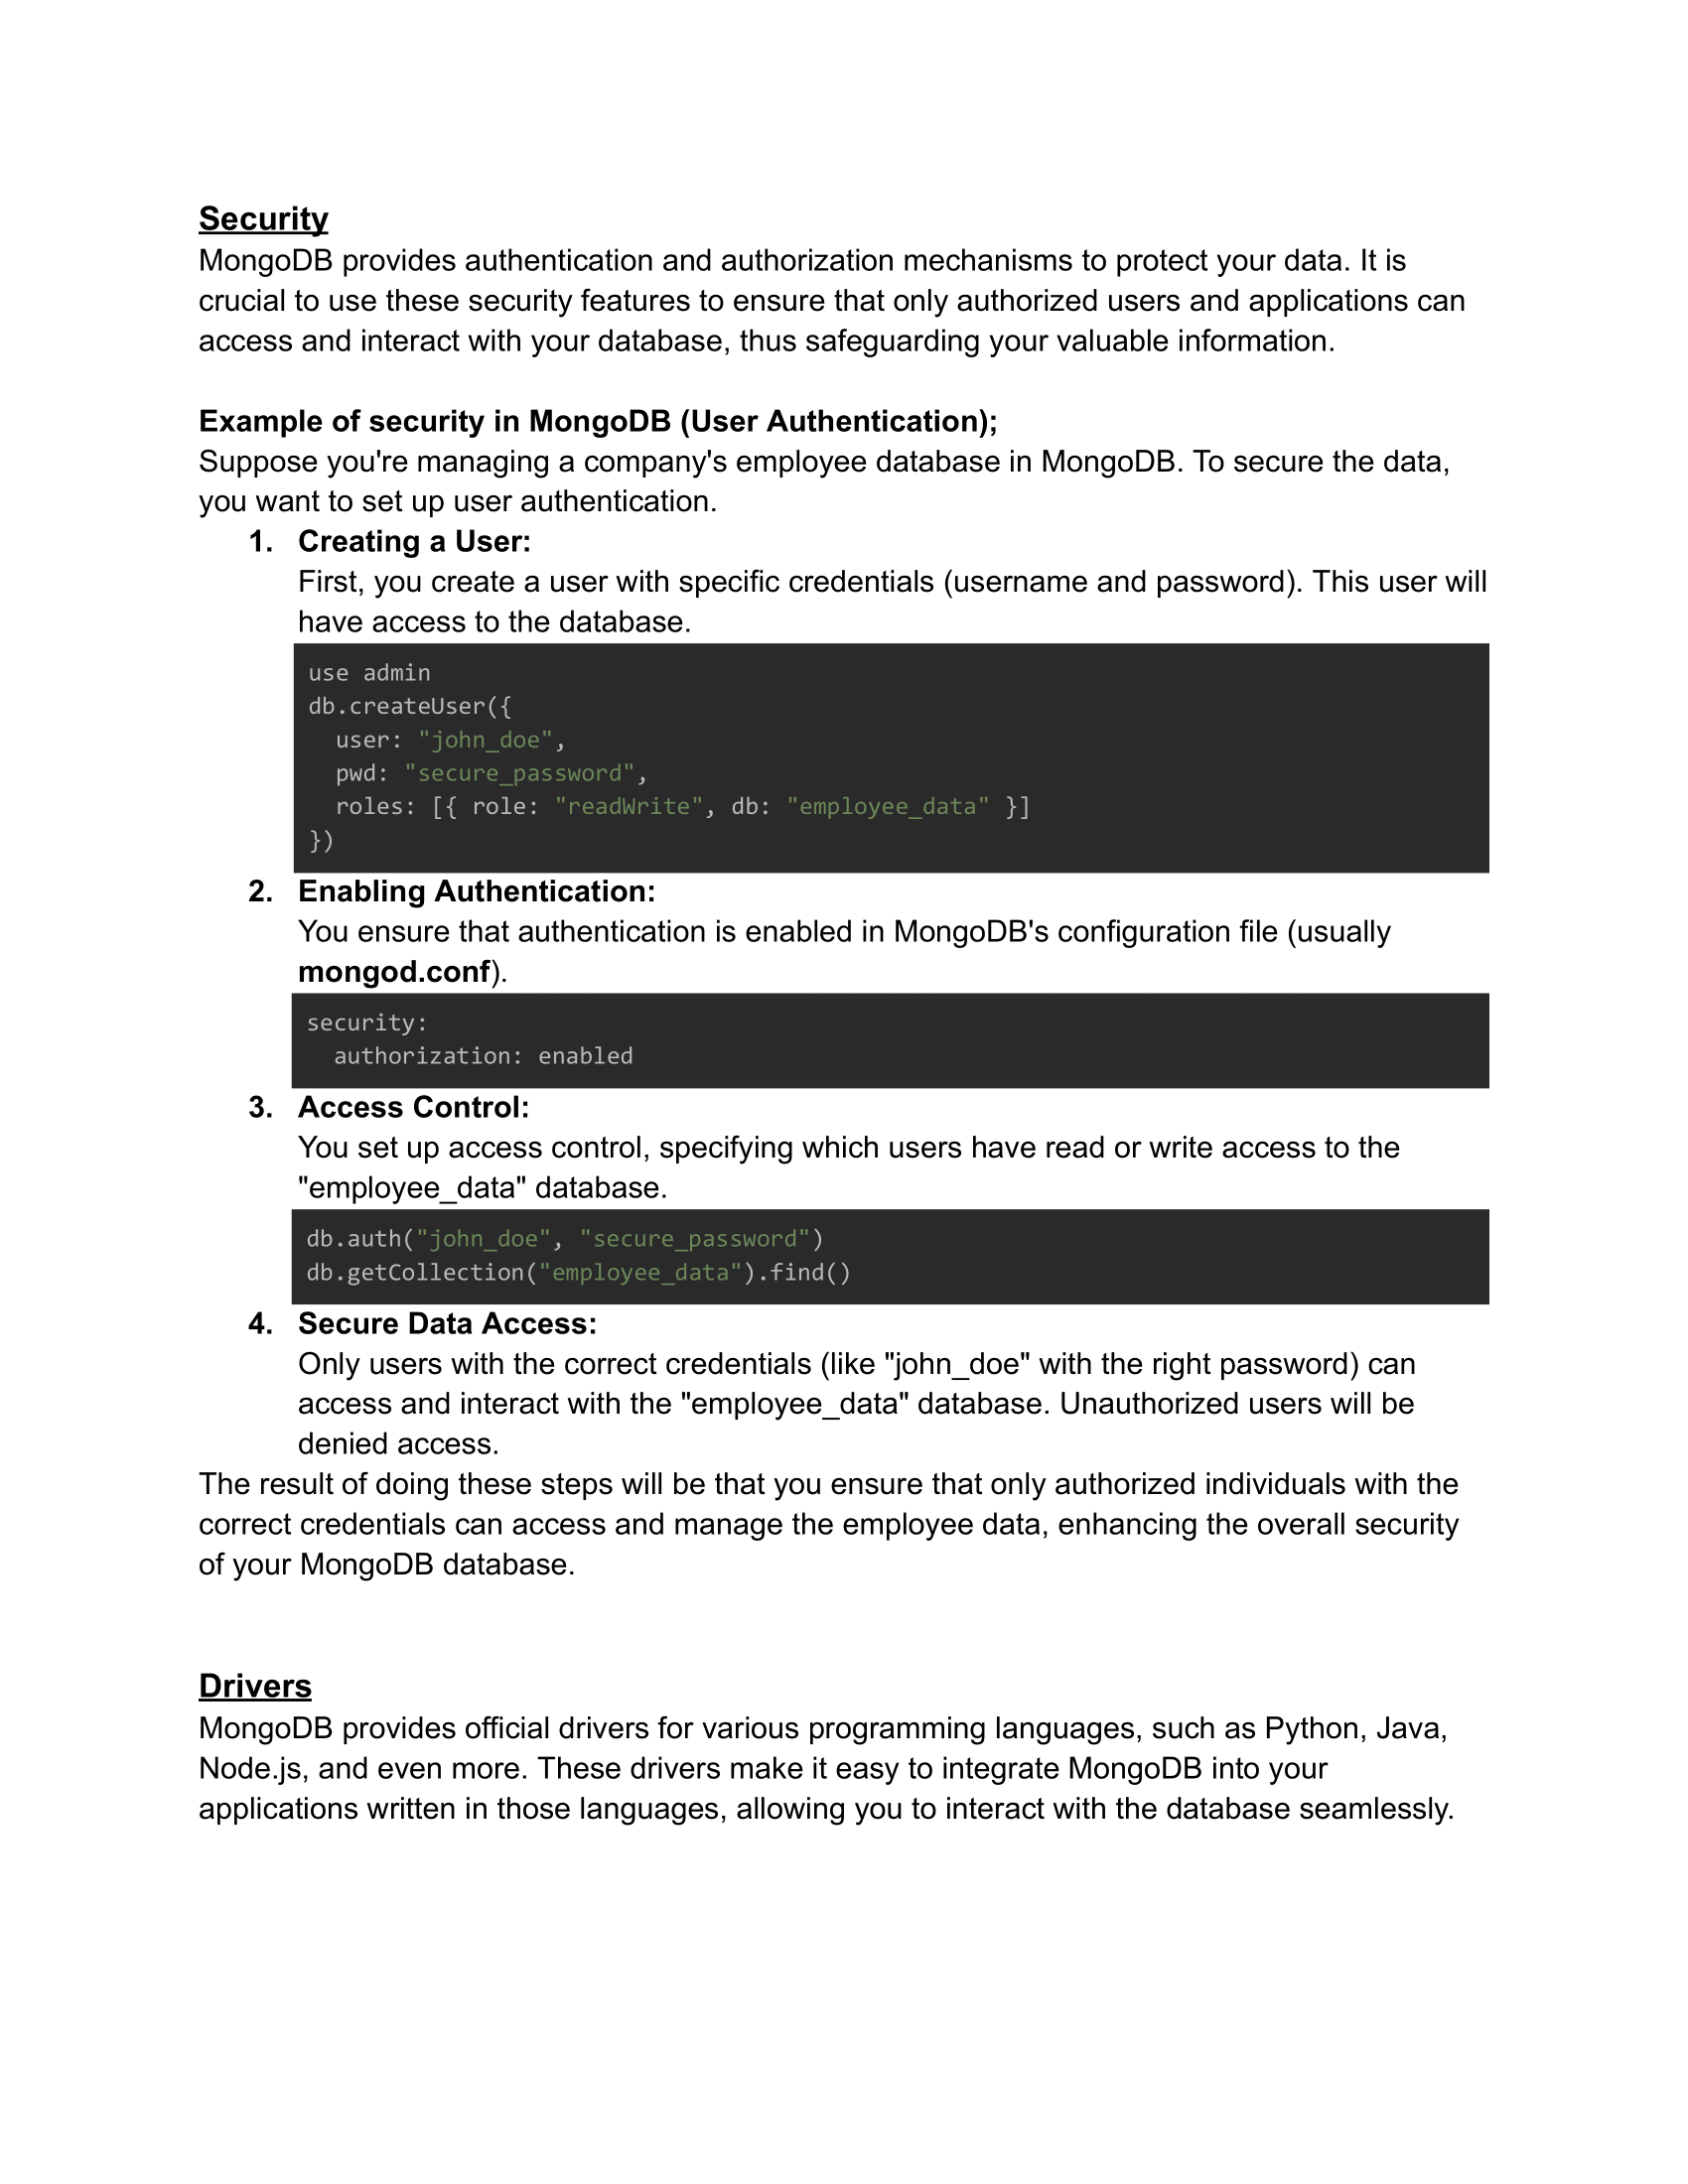 Security
MongoDB provides authentication and authorization mechanisms to protect your data. It is
crucial to use these security features to ensure that only authorized users and applications can
access and interact with your database, thus safeguarding your valuable information.
Example of security in MongoDB (User Authentication);
Suppose you're managing a company's employee database in MongoDB. To secure the data,
you want to set up user authentication.
1. Creating a User:
First, you create a user with specific credentials (username and password). This user will
have access to the database.
use admin
db.createUser({
  user: "john_doe",
  pwd: "secure_password",
  roles: [{ role: "readWrite", db: "employee_data" }]
})
2. Enabling Authentication:
You ensure that authentication is enabled in MongoDB's configuration file (usually
mongod.conf).
security:
  authorization: enabled
3. Access Control:
You set up access control, specifying which users have read or write access to the
"employee_data" database.
db.auth("john_doe", "secure_password")
db.getCollection("employee_data").find()
4. Secure Data Access:
Only users with the correct credentials (like "john_doe" with the right password) can
access and interact with the "employee_data" database. Unauthorized users will be
denied access.
The result of doing these steps will be that you ensure that only authorized individuals with the
correct credentials can access and manage the employee data, enhancing the overall security
of your MongoDB database.
Drivers
MongoDB provides official drivers for various programming languages, such as Python, Java,
Node.js, and even more. These drivers make it easy to integrate MongoDB into your
applications written in those languages, allowing you to interact with the database seamlessly.